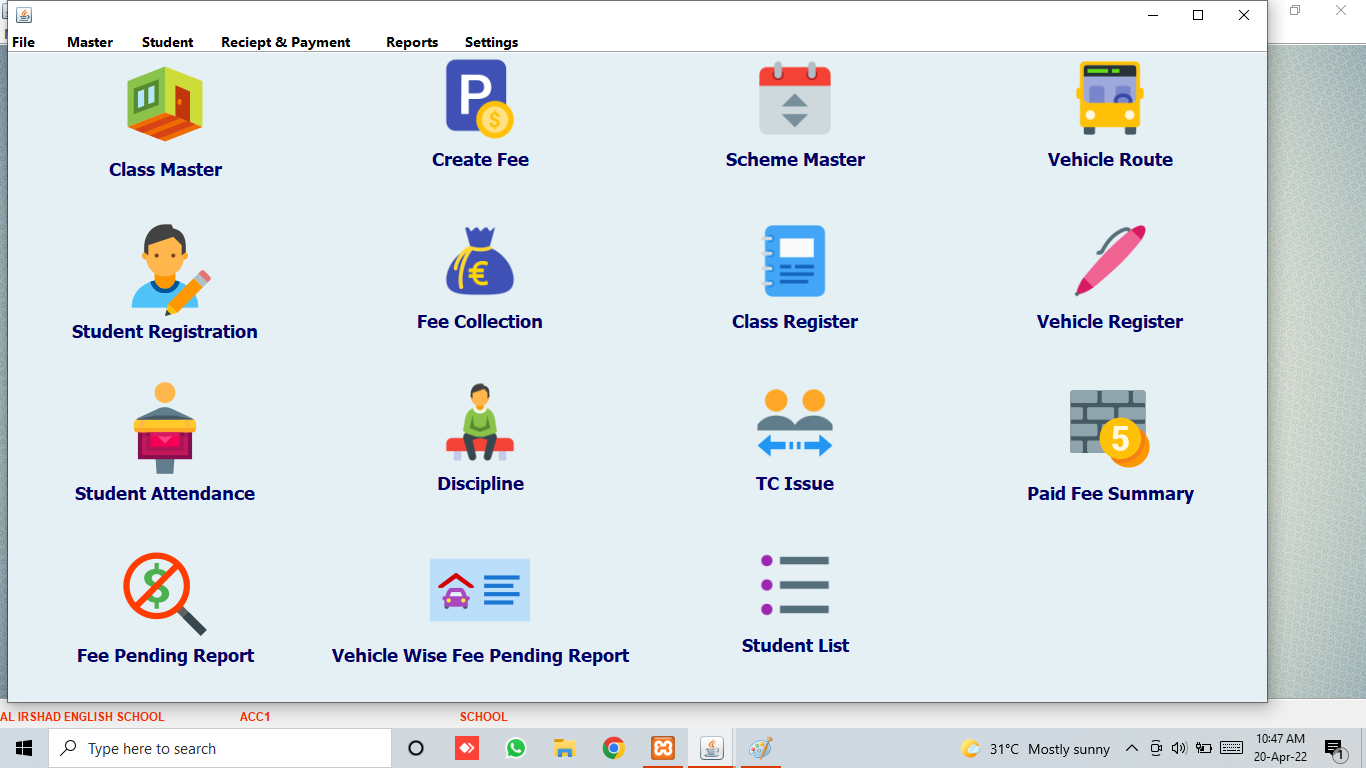 File Master Student Reciept & Payment Reports Settings
P
$
Class Master Create Fee Scheme Master Vehicle Route
€
Student Registration Fee Collection Class Register Vehicle Register
5
Student Attendance Discipline TC Issue Paid Fee Summary
$
Fee Pending Report Vehicle Wise Fee Pending Report Student List
AL IRSHAD ENGLISH SCHOOL ACC1 SCHOOL
Type here to search 31°C Mostly sunny 10:47 AM
20-Apr-22
1